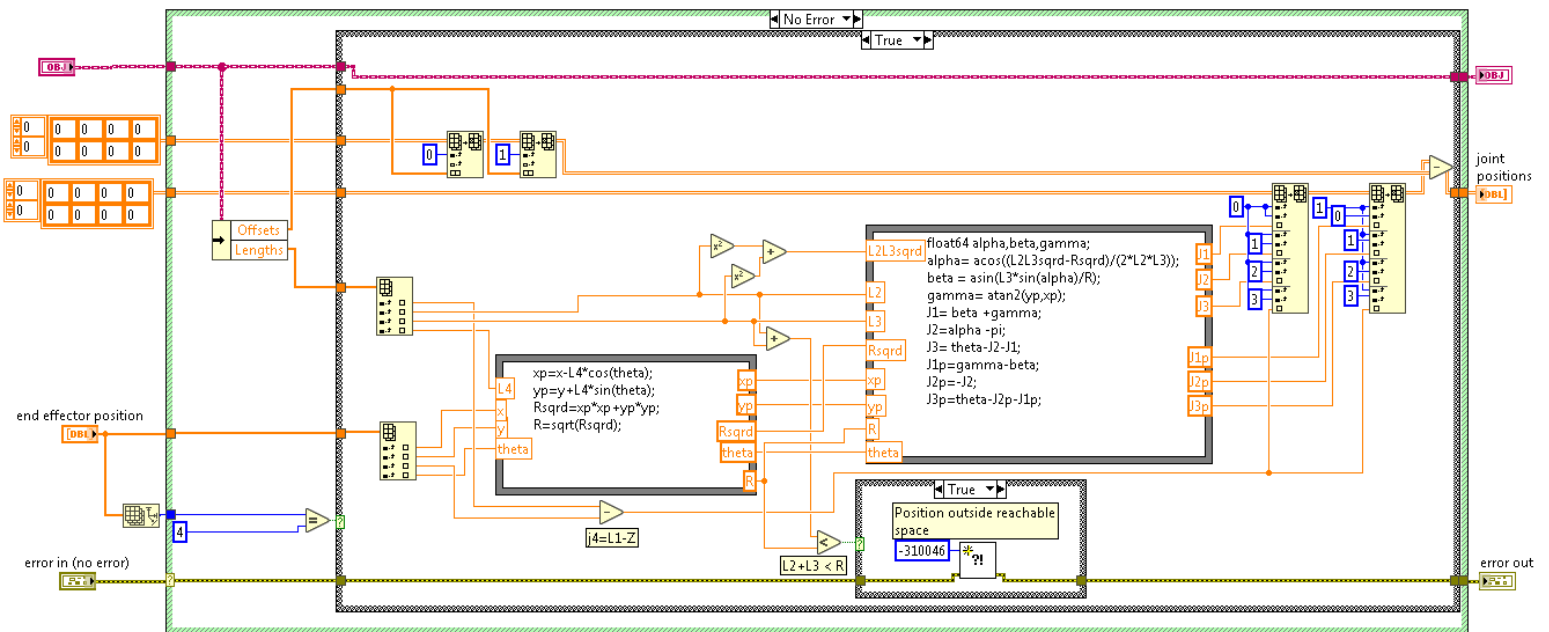 No Error
True
OBJ
OBJ
0
0
0 0 0 0
0 0 0 0
0
1
joint
positions
DBL]
0
0
0 0 0 0
0 0 0 0
Offsets
Lengths
0
1
2
3
1
0
1
2
3
x²
+
x²
+
L2L3sqrd
L2
L3
Rsqrd
xp
yp
R
theta
float64 alpha,beta,gamma;
alpha= acos((L2L3sqrd-Rsqrd)/(2*L2*L3));
beta = asin(L3*sin(alpha)/R);
gamma= atan2(yp,xp);
J1= beta +gamma;
J2=alpha -pi;
J3= theta-J2-J1;
J1p=gamma-beta;
J2p=-J2;
J3p=theta-J2p-J1p;
J1
J2
J3
J1p
J2p
J3p
L4
x
y
theta
xp=x-L4*cos(theta);
yp=y+L4*sin(theta);
Rsqrd=xp*xp+yp*yp;
R=sqrt(Rsqrd);
xp
yp
Rsqrd
theta
R
end effector position
[DBL
4
=
?
-
j4=L1-Z
<
L2+L3 < R
?
True
Position outside reachable
space
-310046
?!
error in (no error)
?
error out